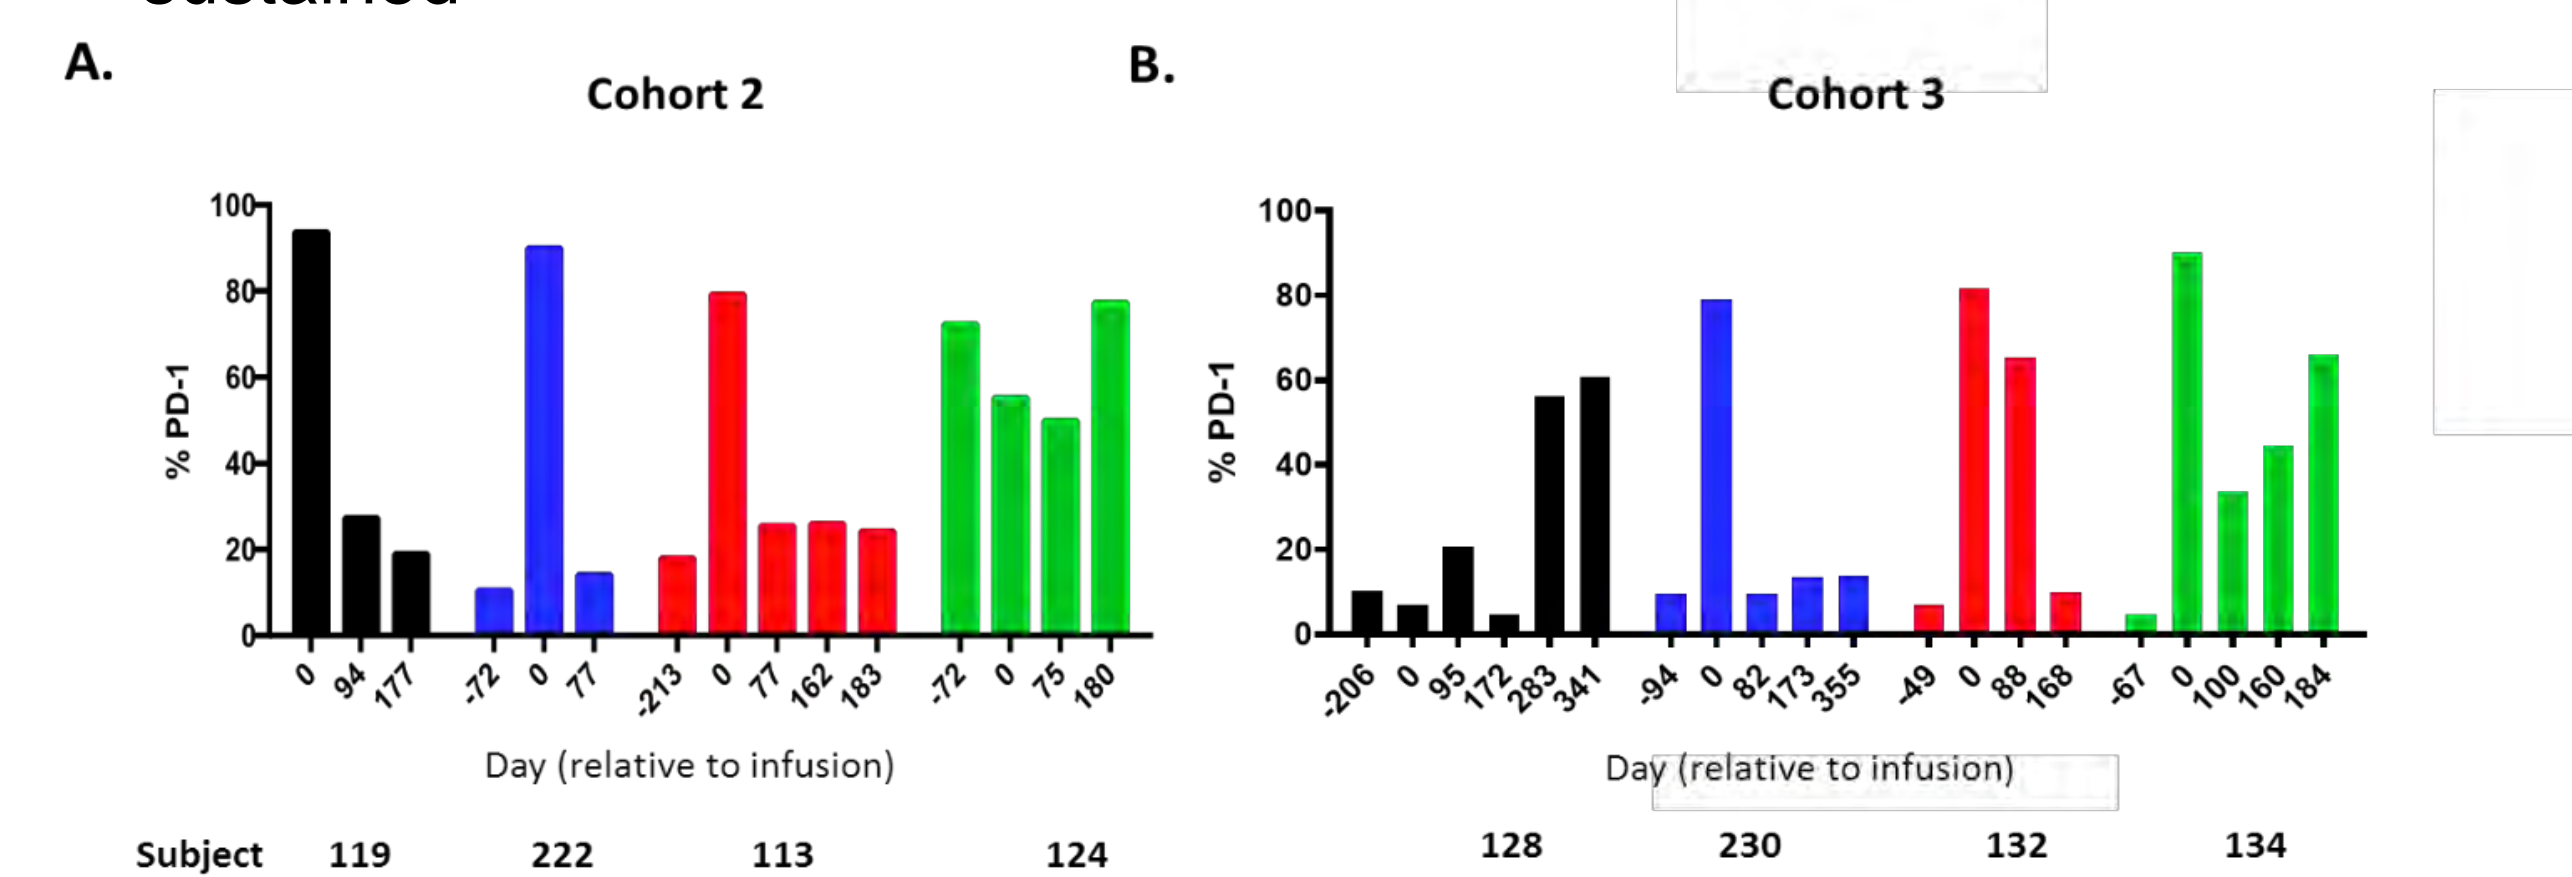 sustained
A.
Cohort 2
100
80
60
40
20
0
% PD-1
0 94 177 -72 0 77 -213 0 77 162 183 -72 0 75 180
Day (relative to infusion)
Subject 119 222 113 124
B.
Cohort 3
100
80
60
40
20
0
% PD-1
-206 0 95 172 283 341 -94 0 82 173 355 -49 0 88 168 -67 0 100 160 184
Day (relative to infusion)
128 230 132 134